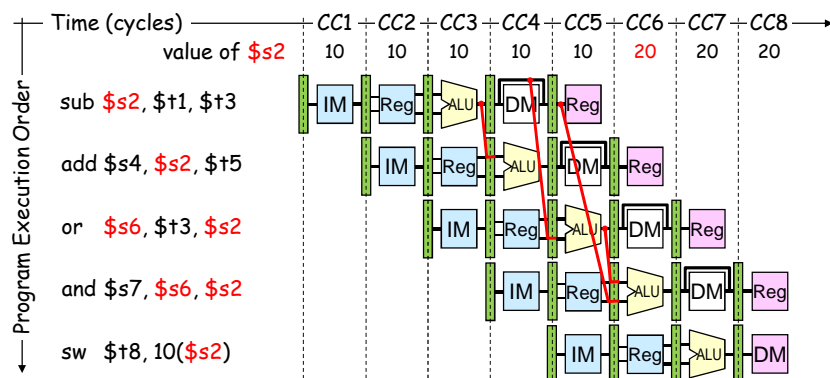 Time (cycles) CC1 CC2 CC3 CC4 CC5 CC6 CC7 CC8
value of $s2 10 10 10 10 10 20 20 20
Program Execution Order
sub $s2, $t1, $t3 IM Reg ALU DM Reg
add $s4, $s2, $t5 IM Reg ALU DM Reg
or $s6, $t3, $s2 IM Reg ALU DM Reg
and $s7, $s6, $s2 IM Reg ALU DM Reg
sw $t8, 10($s2) IM Reg ALU DM